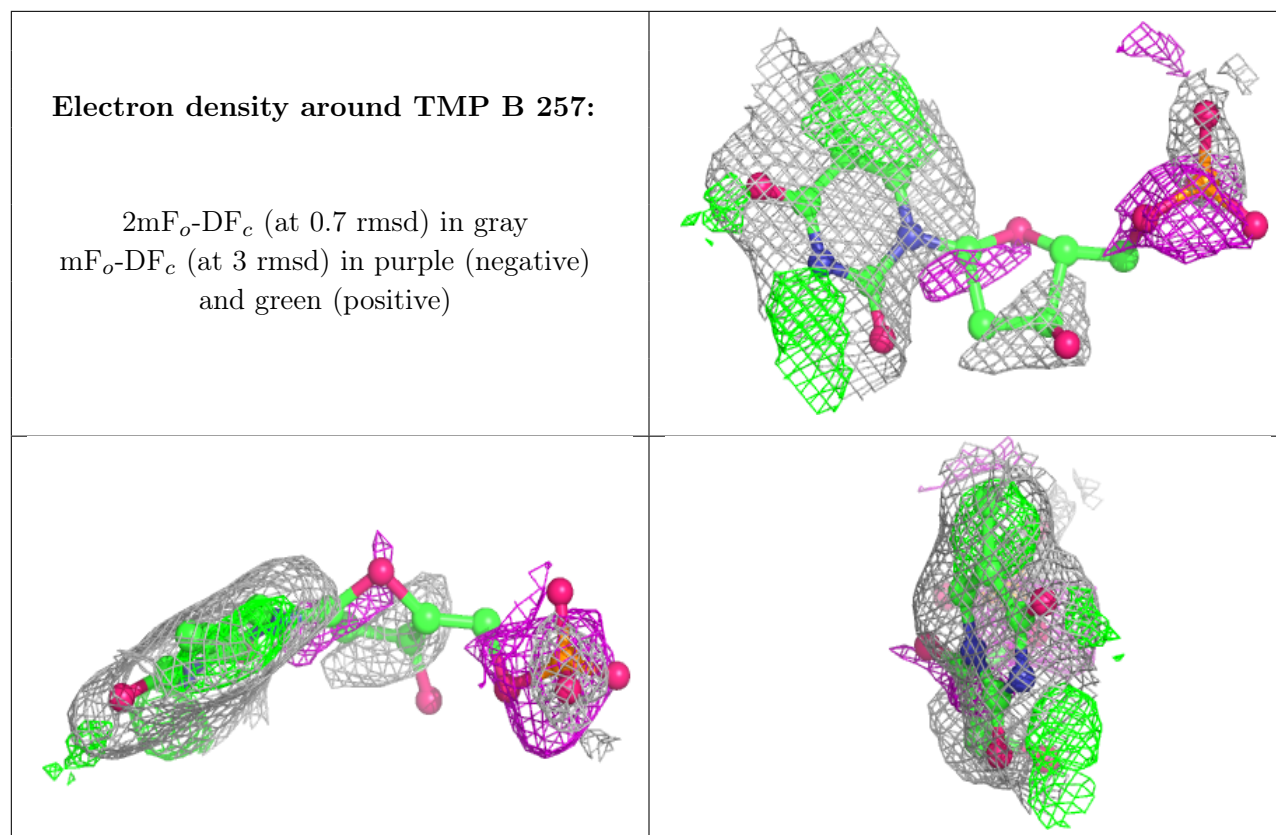 Electron density around TMP B 257:
2mFo-DFc (at 0.7 rmsd) in gray
mFo-DFc (at 3 rmsd) in purple (negative)
and green (positive)